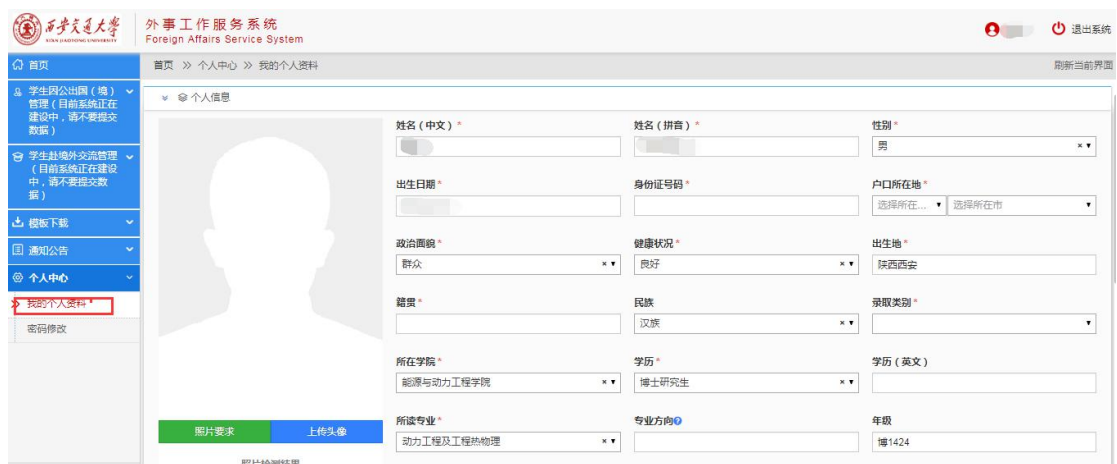 西安交通大学
XI'AN JIAOTONG UNIVERSITY
外事工作服务系统
Foreign Affairs Service System
退出系统
首页
首页 》 个人中心 》 我的个人资料
刷新当前界面
学生因公出国(境)
管理(目前系统正在
建设中,请不要提交
数据)
学生赴境外交流管理
(目前系统正在建设
中,请不要提交数
据)
模板下载
通知公告
个人中心
我的个人资料
密码修改
个人信息
照片要求
上传头像
照片检测结果
姓名(中文) *
姓名(拼音) *
性别 *
男
出生日期 *
身份证号码 *
户口所在地 *
选择所在...
选择所在市
政治面貌 *
健康状况 *
出生地 *
群众
良好
陕西西安
籍贯 *
民族
录取类别 *
汉族
所在学院 *
学历 *
学历(英文)
能源与动力工程学院
博士研究生
所读专业 *
专业方向
年级
动力工程及工程热物理
博1424